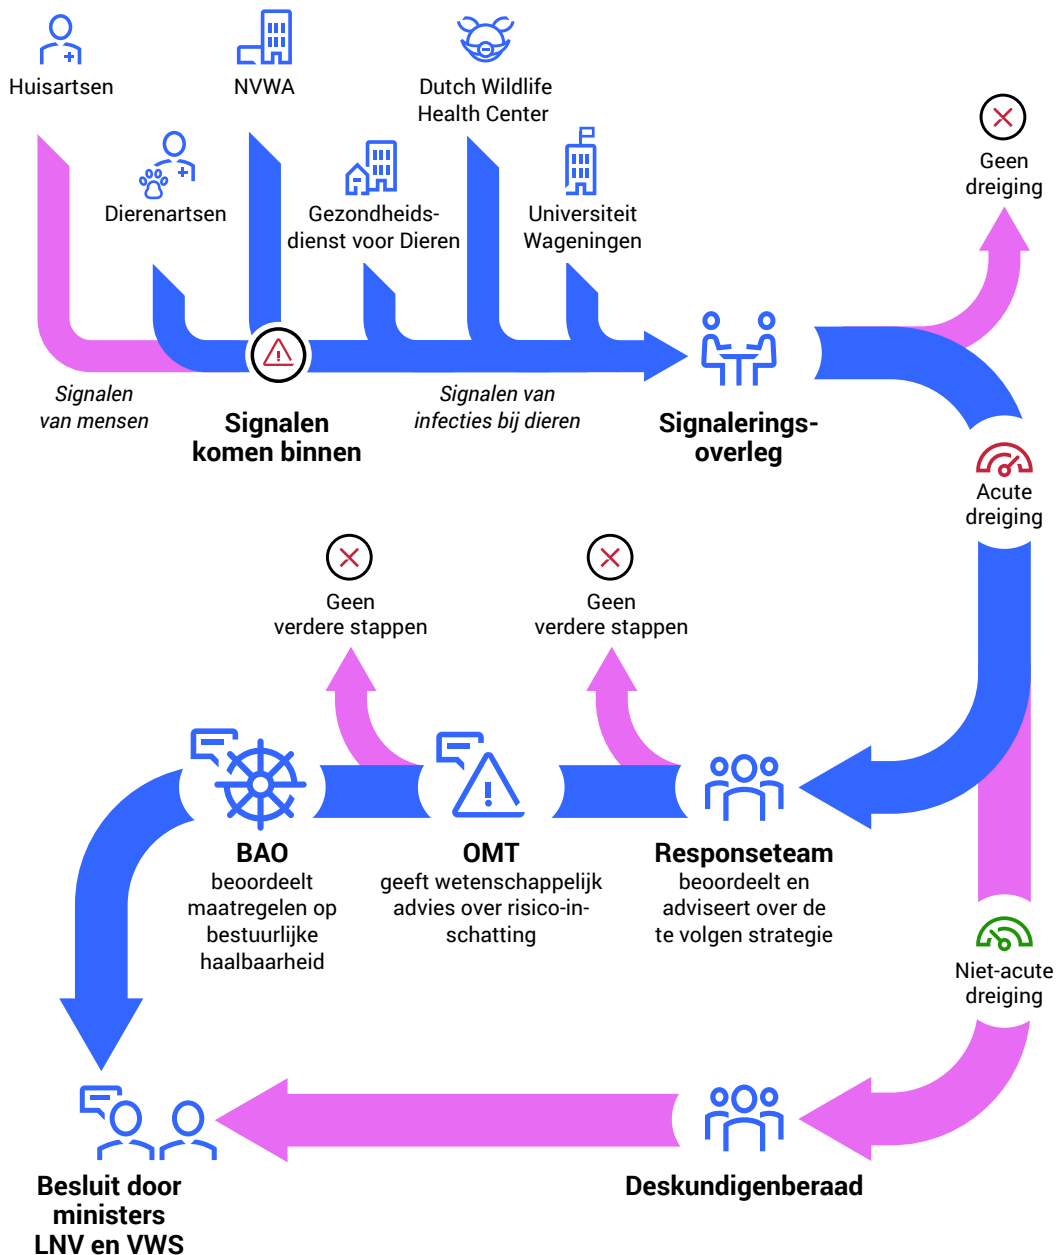 Huisartsen
NVWA
Dutch Wildlife
Health Center
Dierenartsen
Gezondheids-
dienst voor Dieren
Universiteit
Wageningen
Geen
dreiging
Signalen
van mensen
Signalen
komen binnen
Signalen van
infecties bij dieren
Signalerings-
overleg
Acute
dreiging
Geen
verdere stappen
Geen
verdere stappen
BAO
beoordeelt
maatregelen op
bestuurlijke
haalbaarheid
OMT
geeft wetenschappelijk
advies over risico-in-
schatting
Responseteam
beoordeelt en
adviseert over de
te volgen strategie
Niet-acute
dreiging
Besluit door
ministers
LNV en VWS
Deskundigenberaad